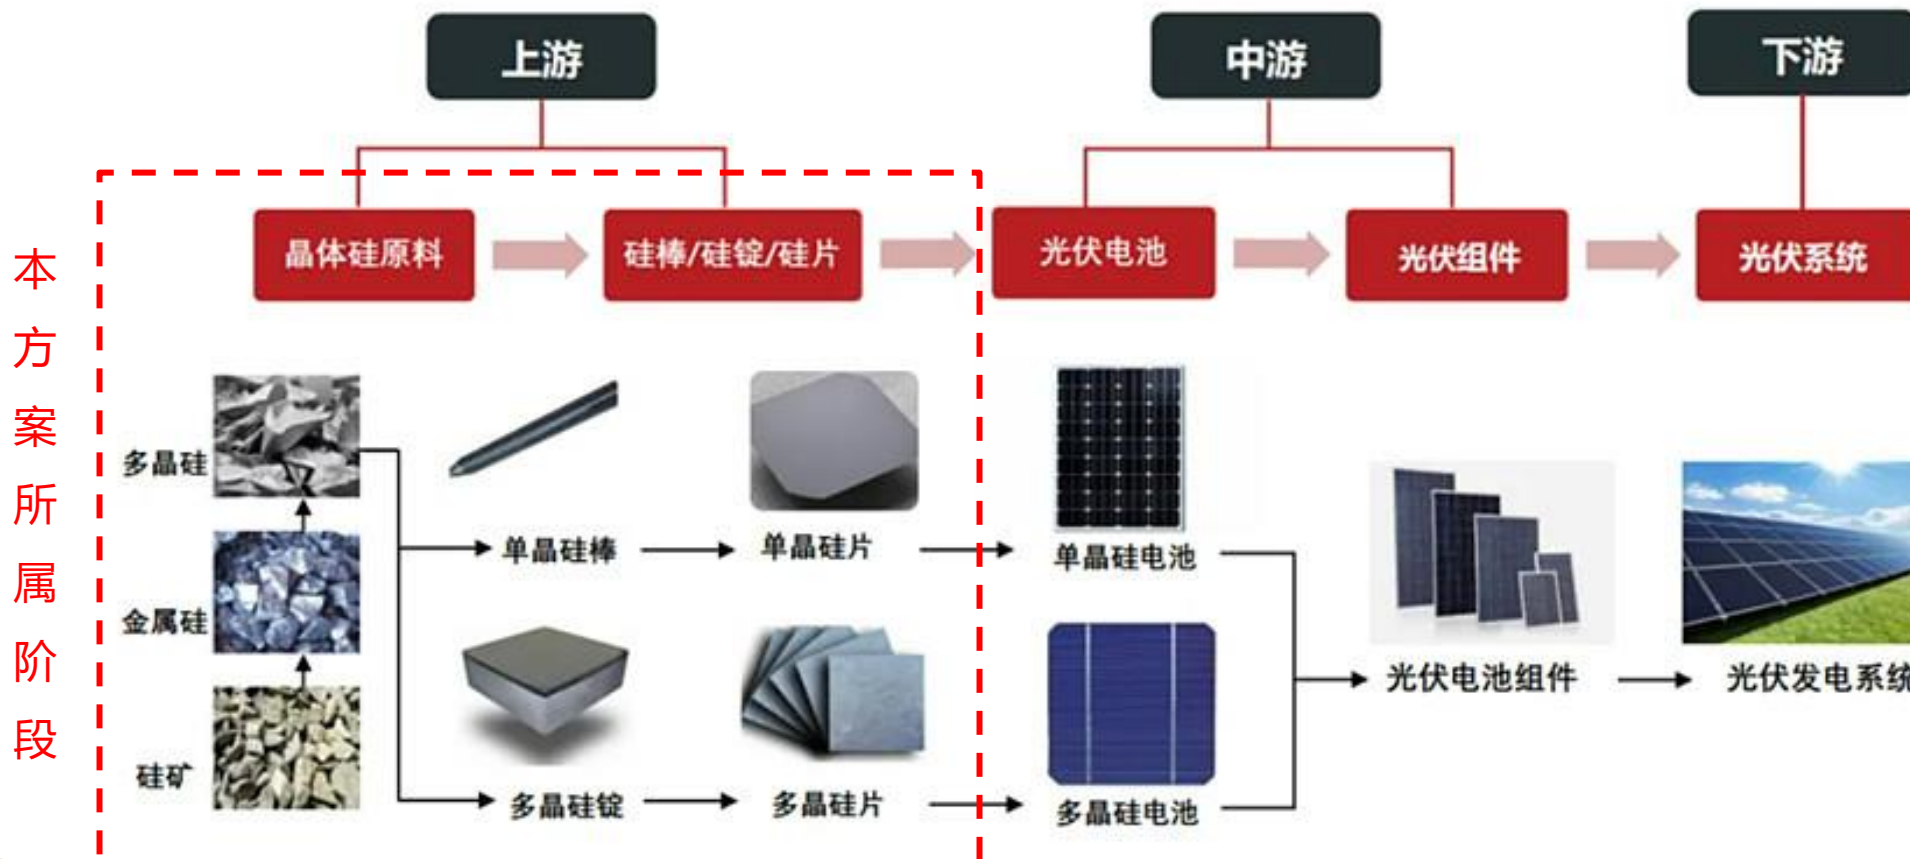 上游
中游
下游
晶体硅原料
硅棒/硅锭/硅片
光伏电池
光伏组件
光伏系统
本方案所属阶段
多晶硅
金属硅
硅矿
单晶硅棒
单晶硅片
单晶硅电池
多晶硅锭
多晶硅片
多晶硅电池
光伏电池组件
光伏发电系统